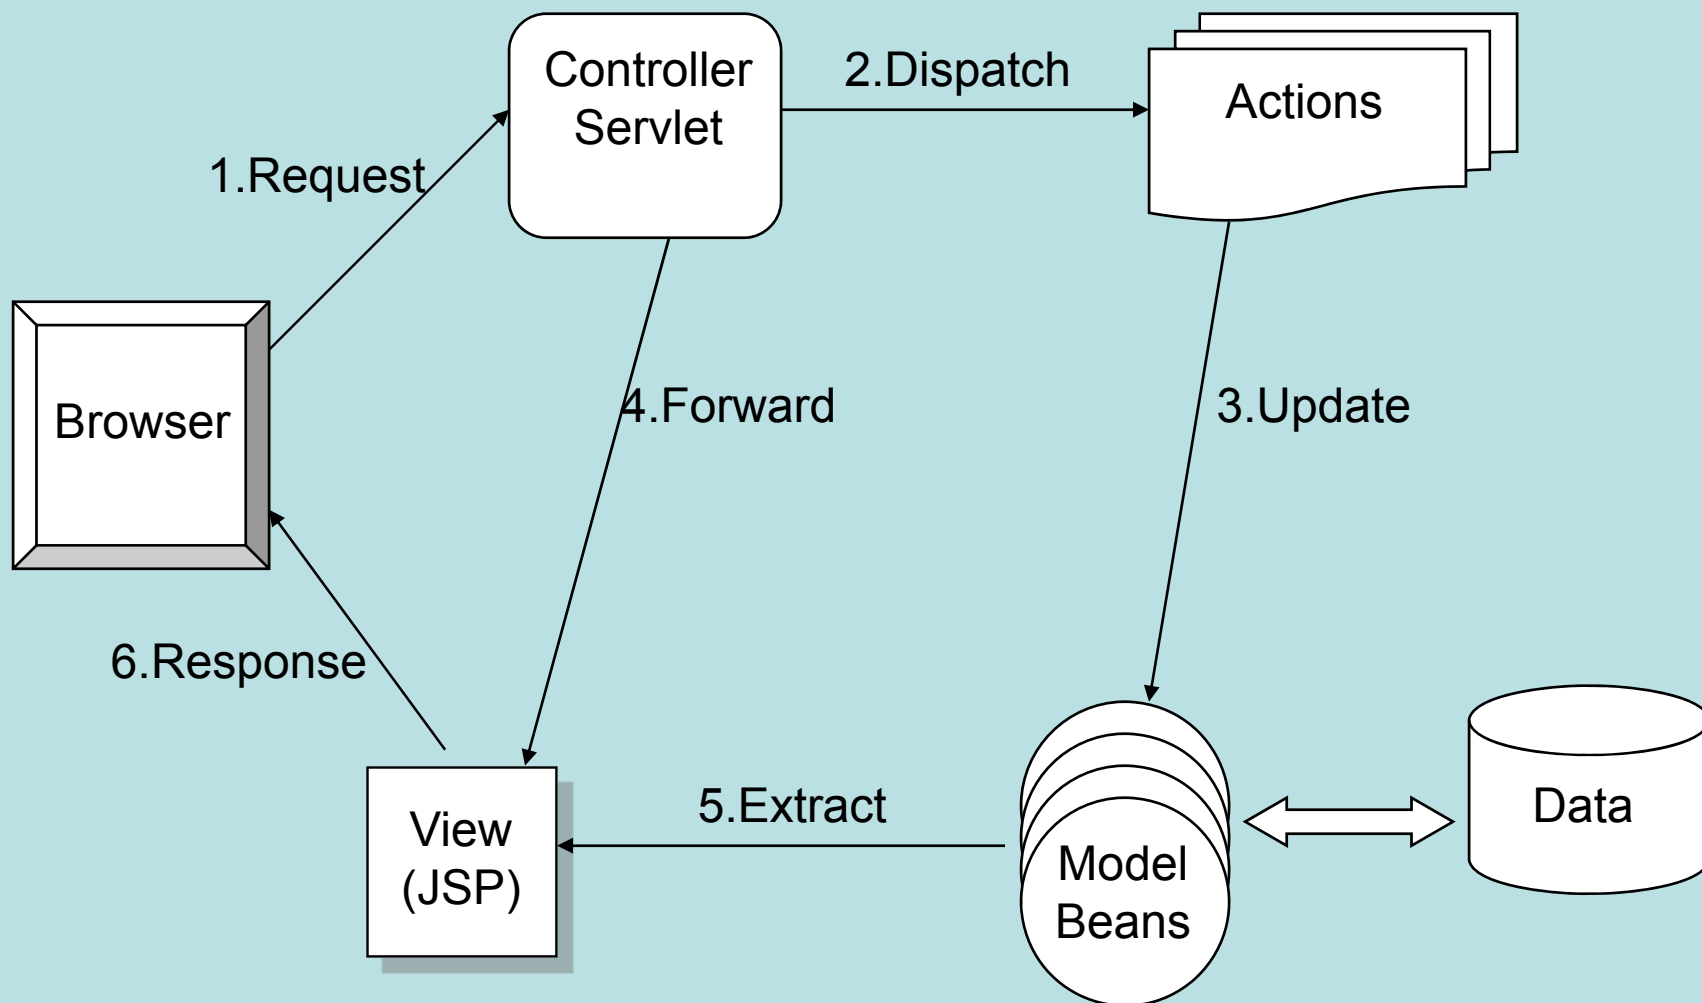 Controller
Servlet
2.Dispatch
Actions
1.Request
Browser
4.Forward
3.Update
6.Response
View
(JSP)
5.Extract
Model
Beans
Data